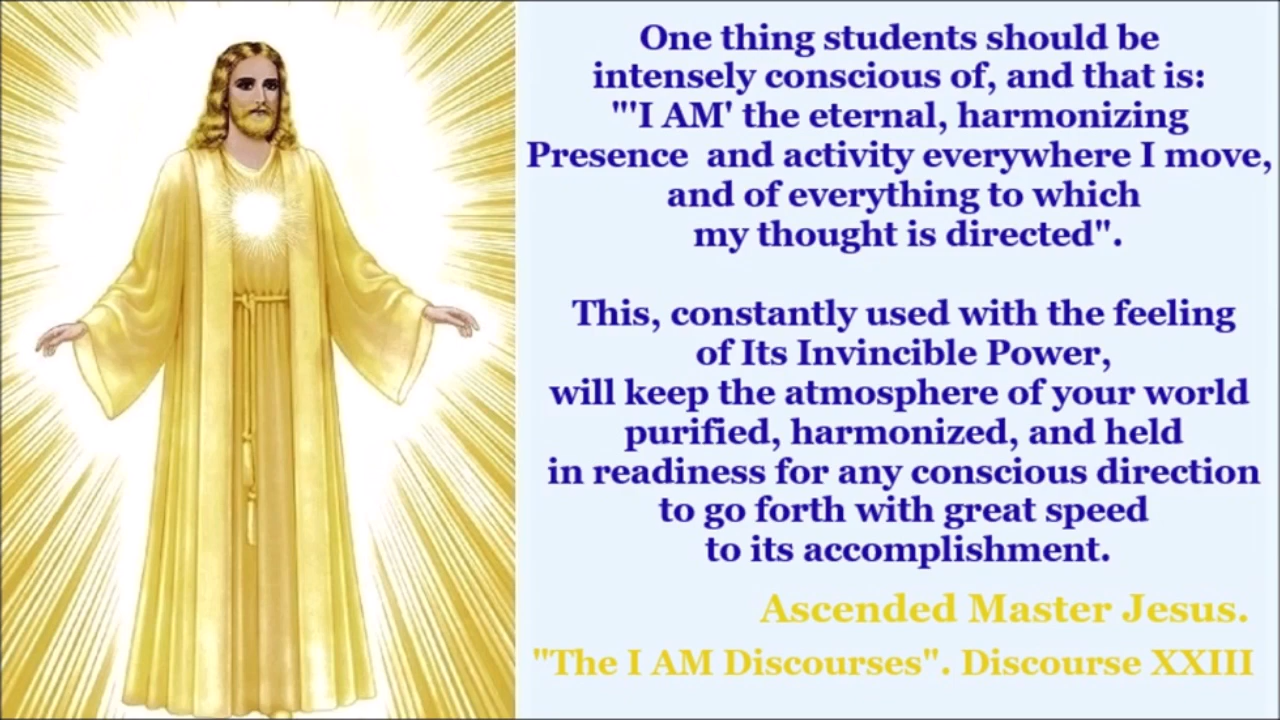 One thing students should be
intensely conscious of, and that is:
"'I AM' the eternal, harmonizing
Presence  and activity everywhere I move,
and of everything to which
my thought is directed".
This, constantly used with the feeling
of Its Invincible Power,
will keep the atmosphere of your world
purified, harmonized, and held
in readiness for any conscious direction
to go forth with great speed
to its accomplishment.
Ascended Master Jesus.
"The I AM Discourses". Discourse XXIII